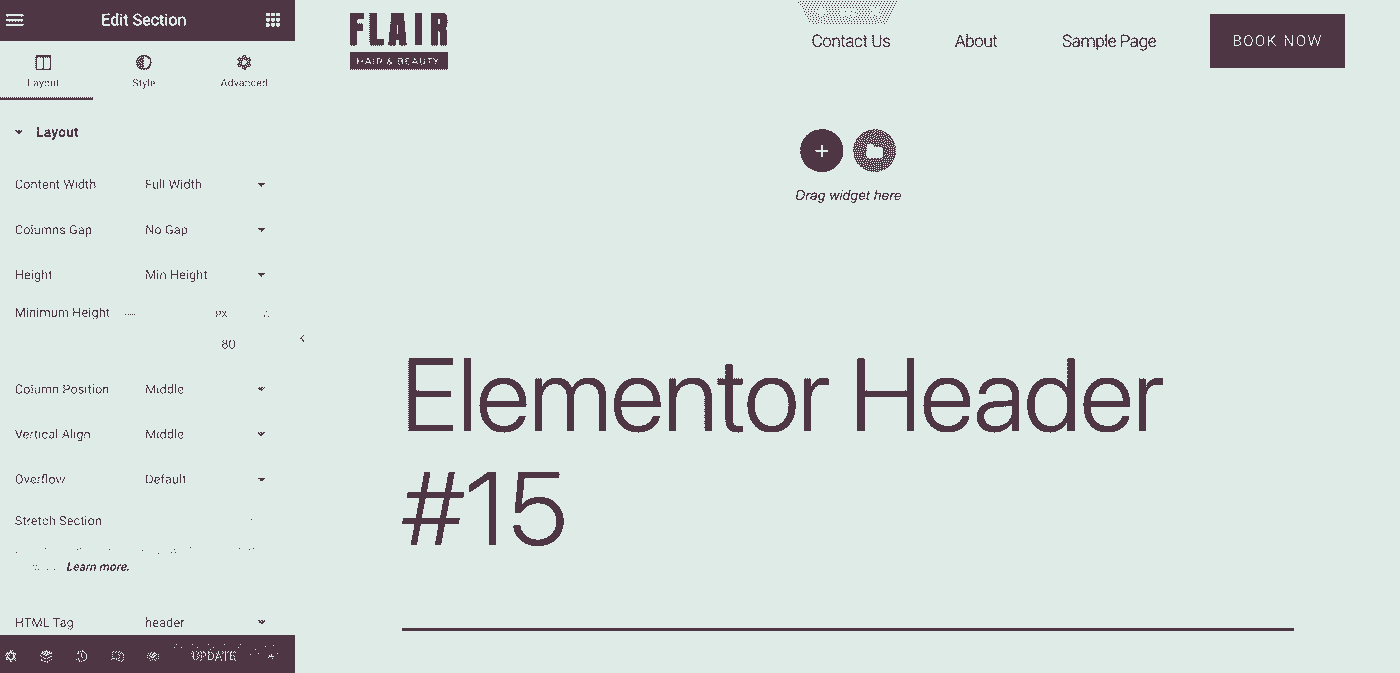 Edit Section
Layout
Style
Advanced
Layout
Content Width
Full Width
Columns Gap
No Gap
Height
Min Height
Minimum Height
PX
80
Column Position
Middle
Vertical Align
Middle
Overflow
Default
Stretch Section
Learn more.
HTML Tag
header
UPDATE
FLAIR
HAIR & BEAUTY
Contact Us
About
Sample Page
BOOK NOW
Drag widget here
Elementor Header
#15